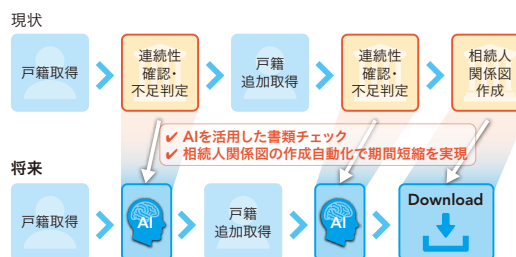 現状
戸籍取得
連続性
確認・
不足判定
戸籍
追加取得
連続性
確認・
不足判定
相続人
関係図
作成
✔ AIを活用した書類チェック
✔ 相続人関係図の作成自動化で期間短縮を実現
将来
戸籍取得
AI
戸籍
追加取得
AI
Download